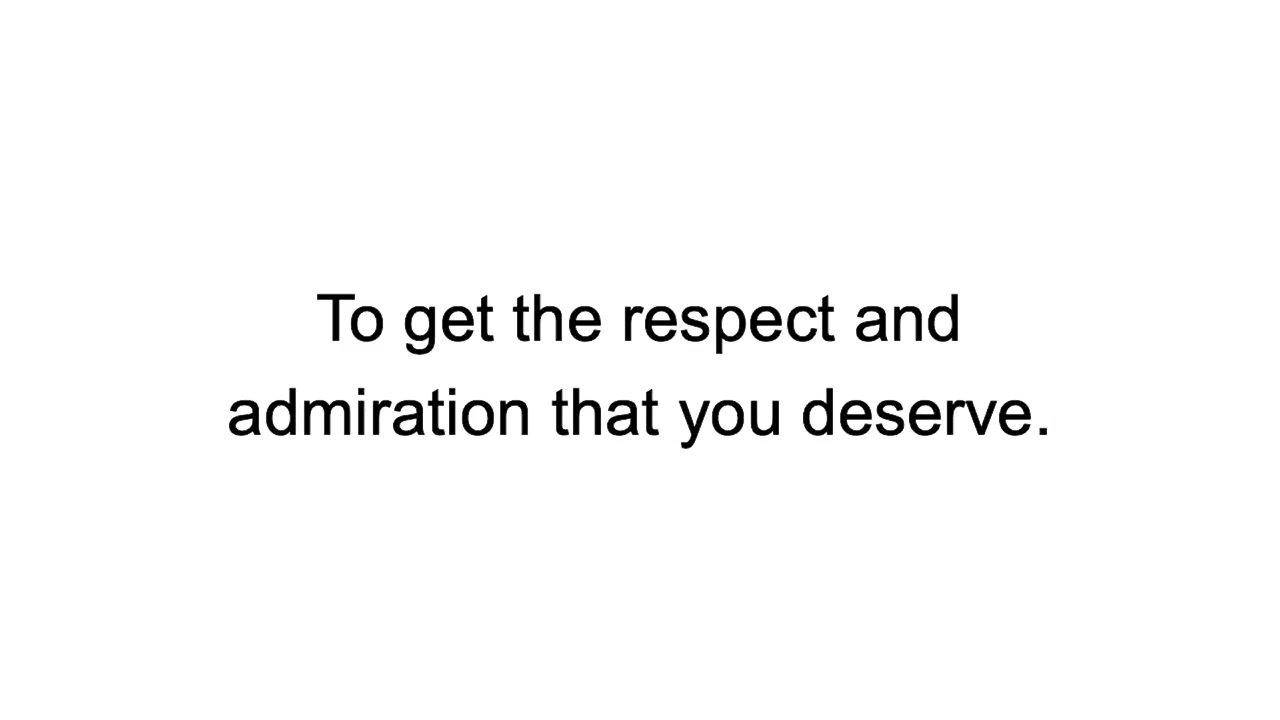 To get the respect and
admiration that you deserve.